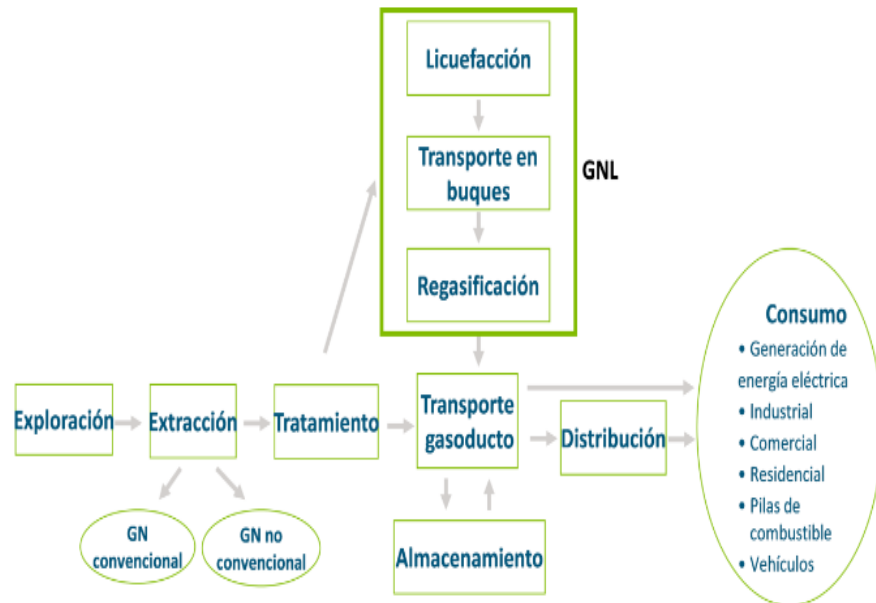 Licuefacción
Transporte en
buques
GNL
Regasificación
Exploración
Extracción
Tratamiento
Transporte
gasoducto
Distribución
Consumo
• Generación de
energía eléctrica
• Industrial
• Comercial
• Residencial
• Pilas de
combustible
• Vehículos
GN
convencional
GN no
convencional
Almacenamiento